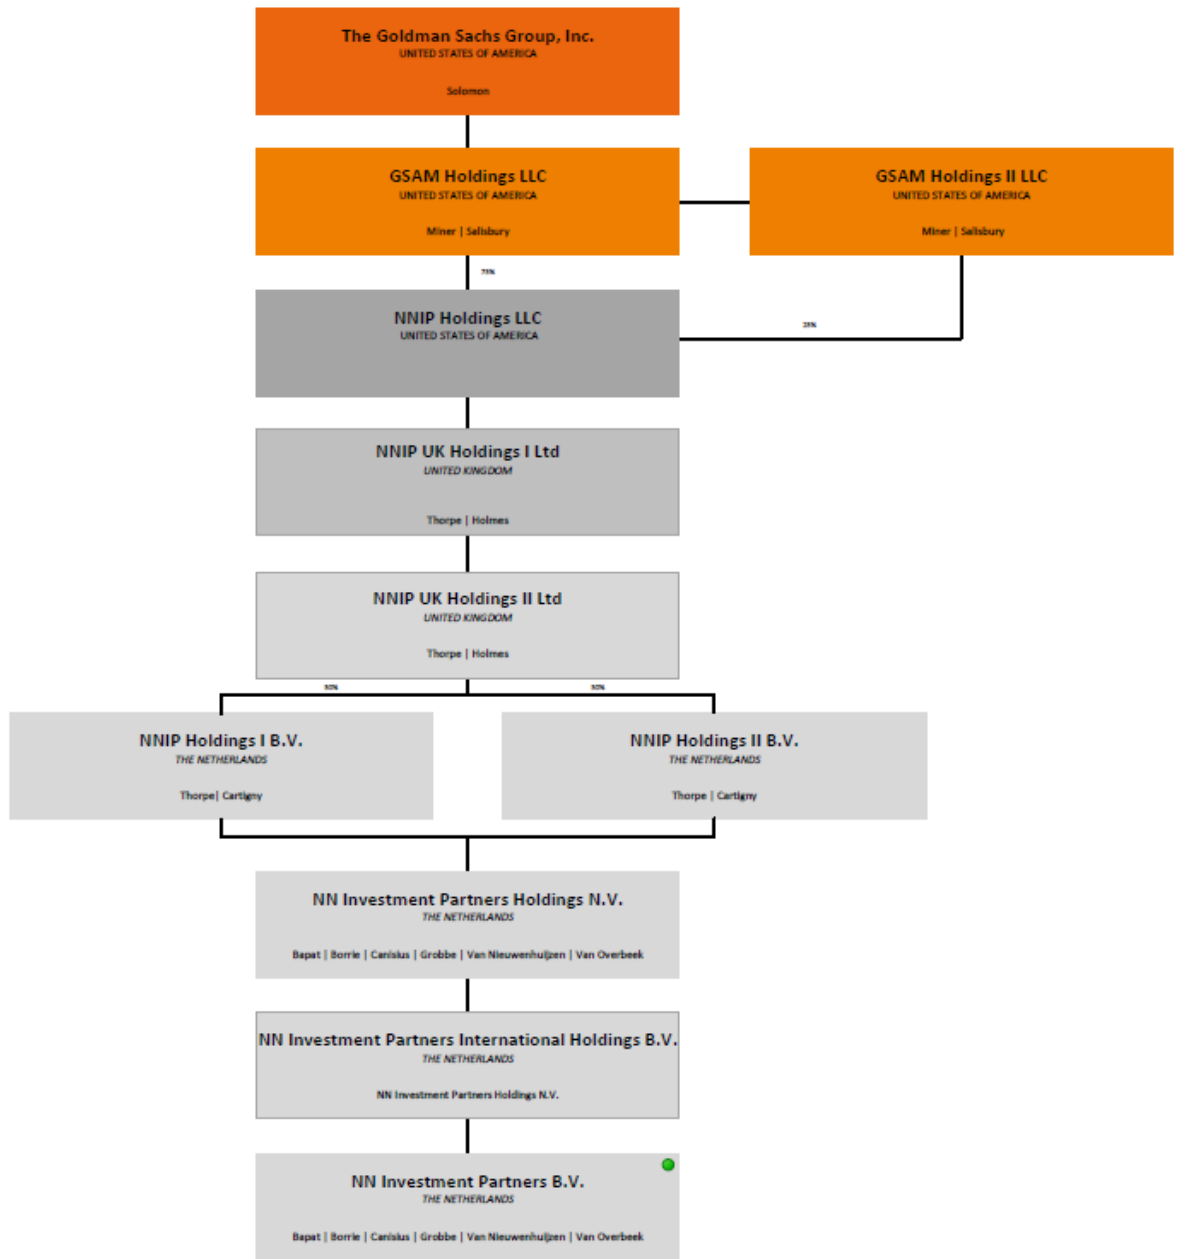 The Goldman Sachs Group, Inc.
UNITED STATES OF AMERICA
Solomon
GSAM Holdings LLC
UNITED STATES OF AMERICA
Miner | Salisbury
GSAM Holdings II LLC
UNITED STATES OF AMERICA
Miner | Salisbury
75%
NNIP Holdings LLC
UNITED STATES OF AMERICA
25%
NNIP UK Holdings I Ltd
UNITED KINGDOM
Thorpe | Holmes
NNIP UK Holdings II Ltd
UNITED KINGDOM
Thorpe | Holmes
50%
50%
NNIP Holdings I B.V.
THE NETHERLANDS
Thorpe| Cartigny
NNIP Holdings II B.V.
THE NETHERLANDS
Thorpe | Cartigny
NN Investment Partners Holdings N.V.
THE NETHERLANDS
Bapat | Borrie | Canisius | Grobbe | Van Nieuwenhuijzen | Van Overbeek
NN Investment Partners International Holdings B.V.
THE NETHERLANDS
NN Investment Partners Holdings N.V.
NN Investment Partners B.V.
THE NETHERLANDS
Bapat | Borrie | Canisius | Grobbe | Van Nieuwenhuijzen | Van Overbeek